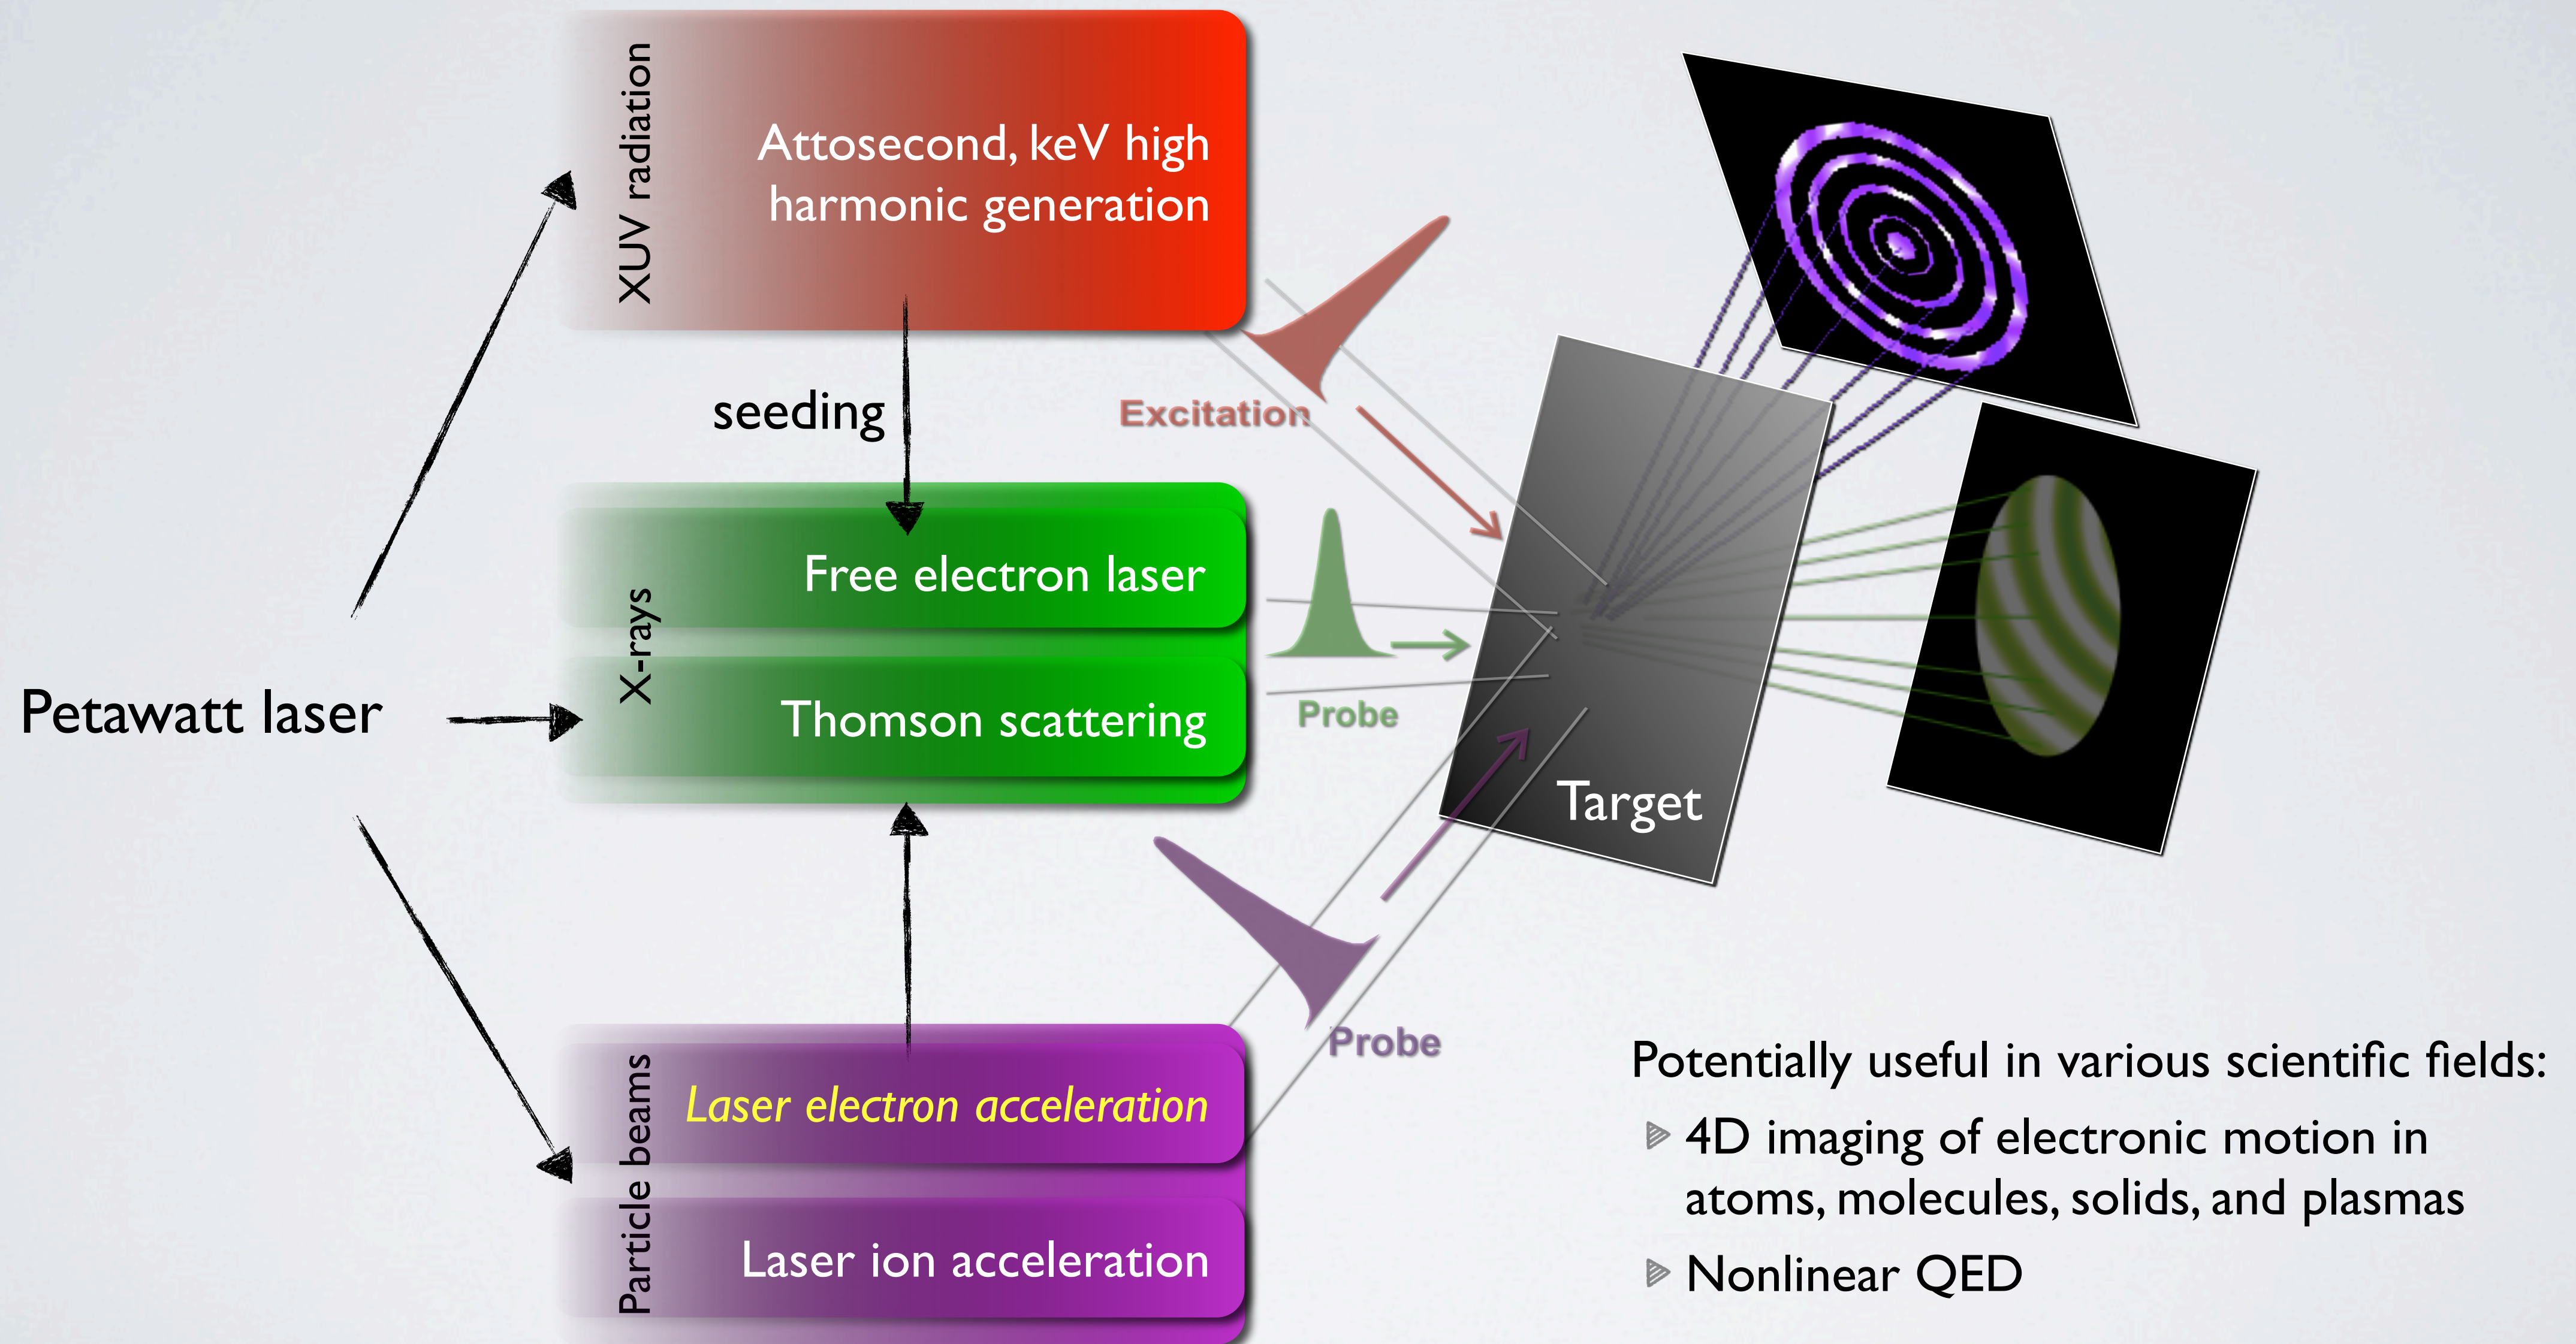 XUV radiation
Attosecond, keV high
harmonic generation
seeding
Excitation
X-rays
Free electron laser
Thomson scattering
Petawatt laser
Probe
Target
Particle beams
Laser electron acceleration
Laser ion acceleration
Probe
Potentially useful in various scientific fields:
4D imaging of electronic motion in
atoms, molecules, solids, and plasmas
Nonlinear QED